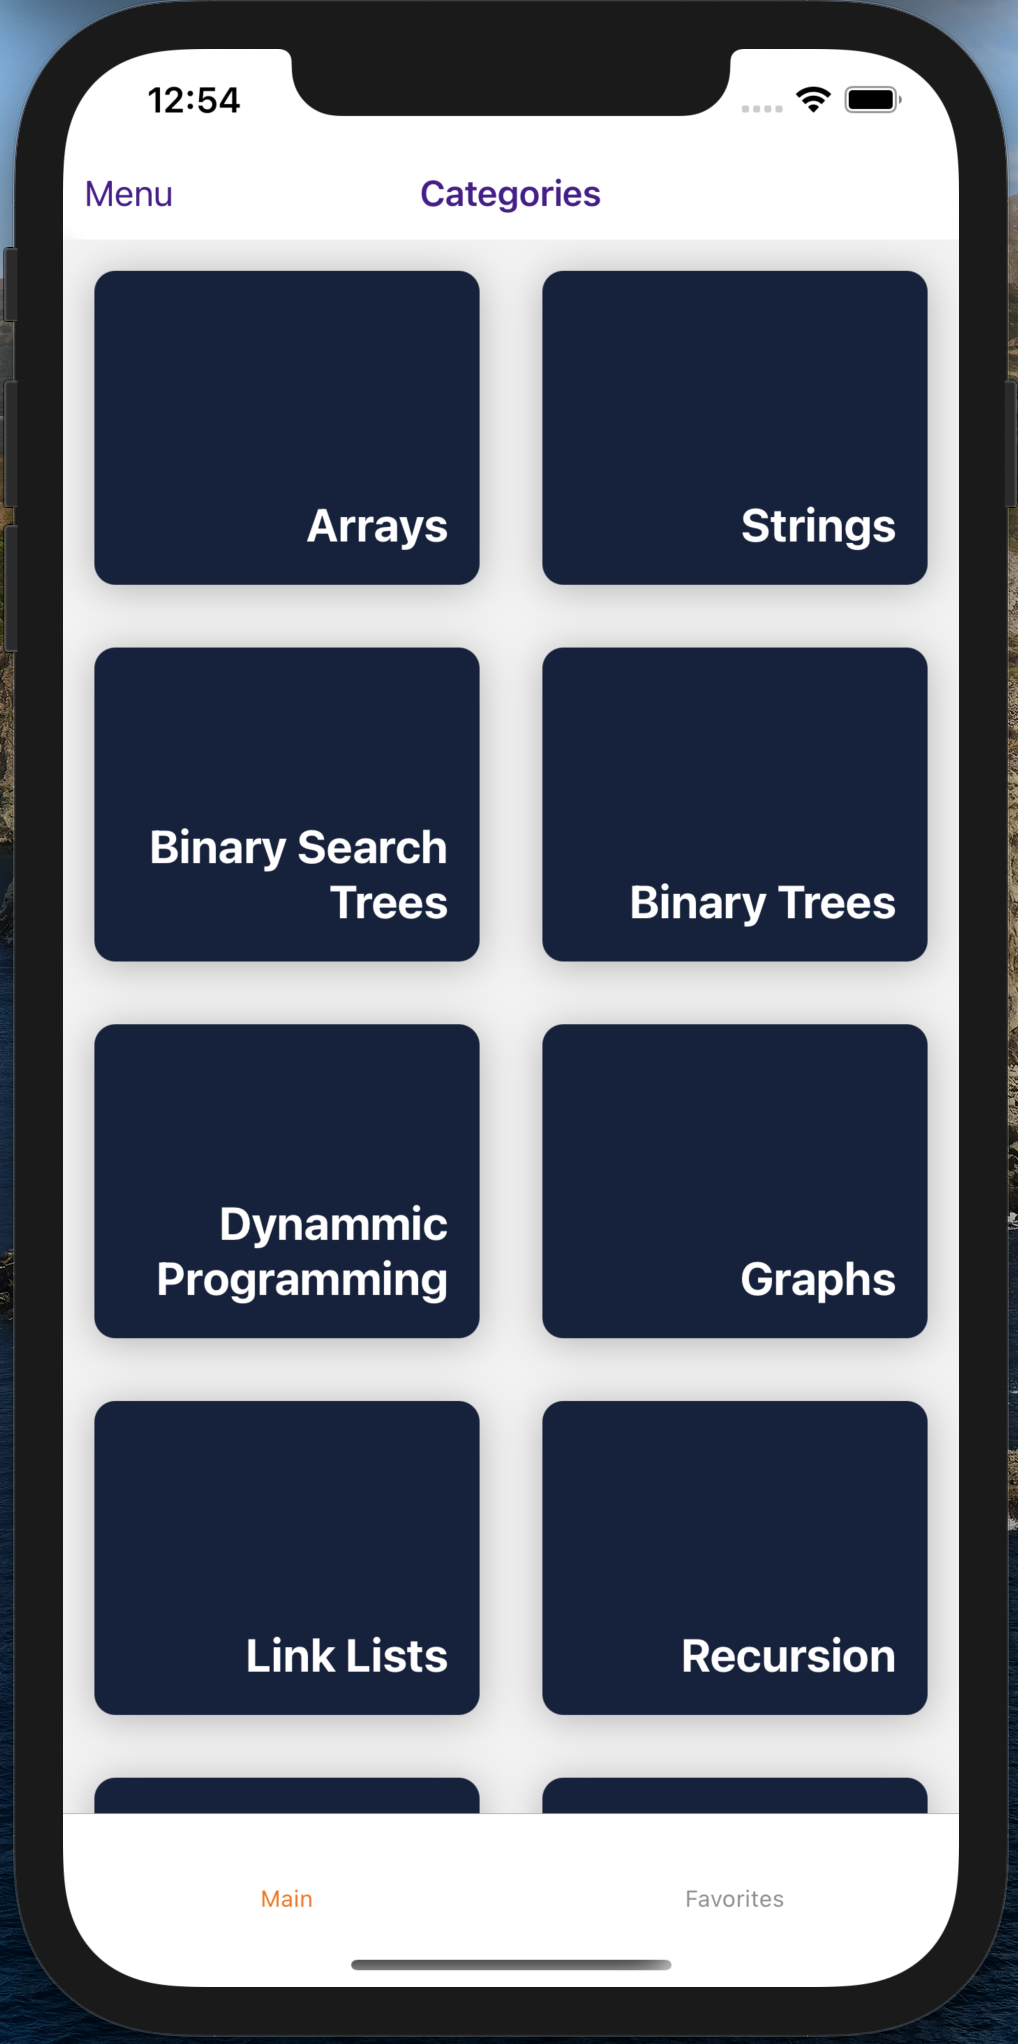 12:54
Menu
Categories
Arrays
Strings
Binary Search
Trees
Binary Trees
Dynammic
Programming
Graphs
Link Lists
Recursion
Main
Favorites